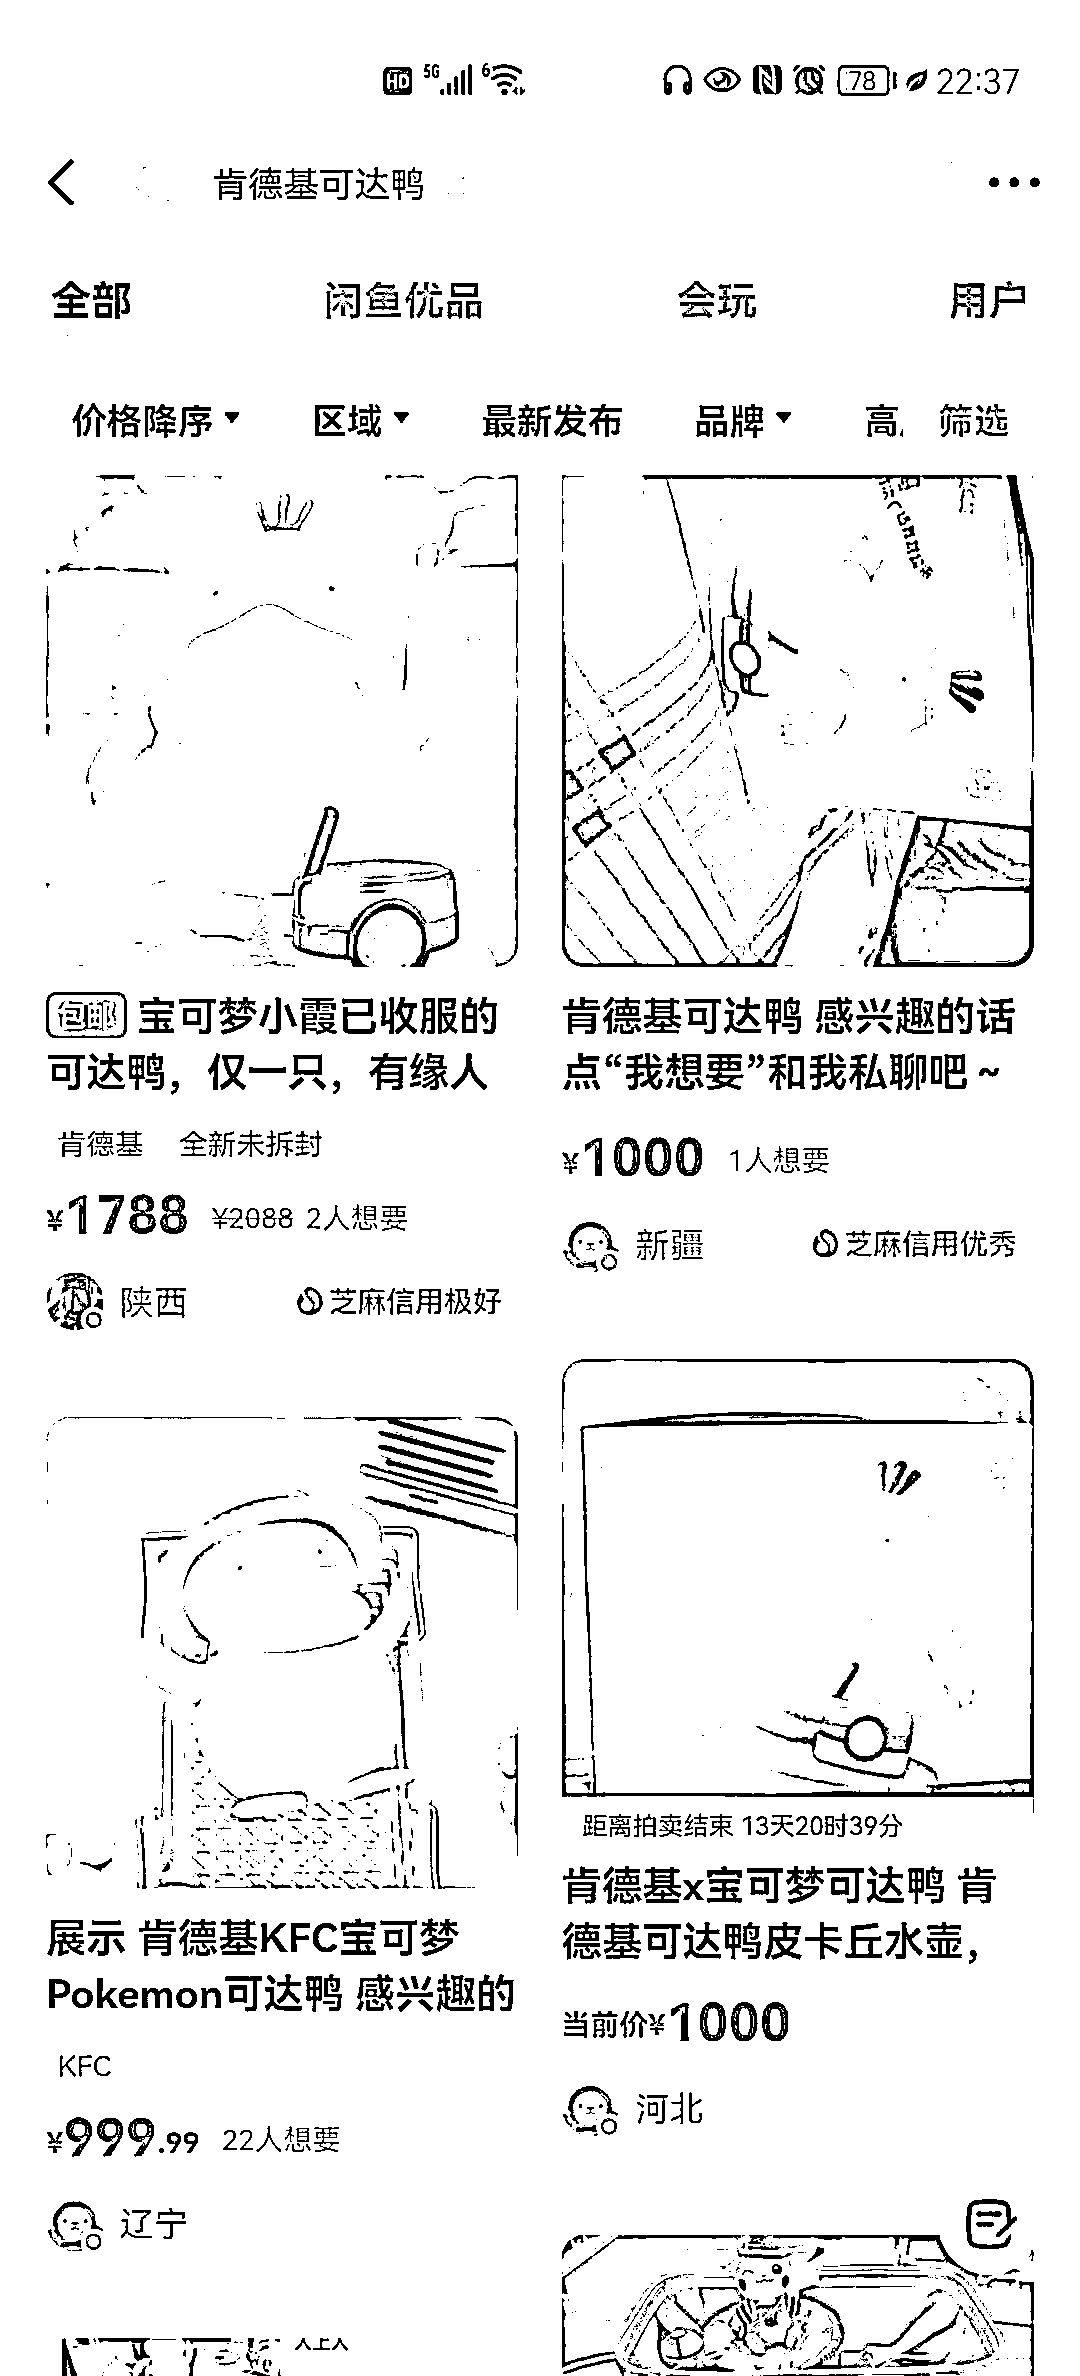 HD 5G 6 78 22:37
肯德基可达鸭
全部 闲鱼优品 会玩 用户
价格降序 区域 最新发布 品牌 高 筛选
包邮 宝可梦小霞已收服的
可达鸭，仅一只，有缘人
肯德基 全新未拆封
¥1788 ¥2088 2人想要
陕西 芝麻信用极好
肯德基可达鸭 感兴趣的话
点“我想要”和我私聊吧～
¥1000 1人想要
新疆 芝麻信用优秀
展示 肯德基KFC宝可梦
Pokemon可达鸭 感兴趣的
KFC
¥999.99 22人想要
辽宁
距离拍卖结束 13天20时39分
肯德基x宝可梦可达鸭 肯
德基可达鸭皮卡丘水壶，
当前价¥1000
河北
人上人